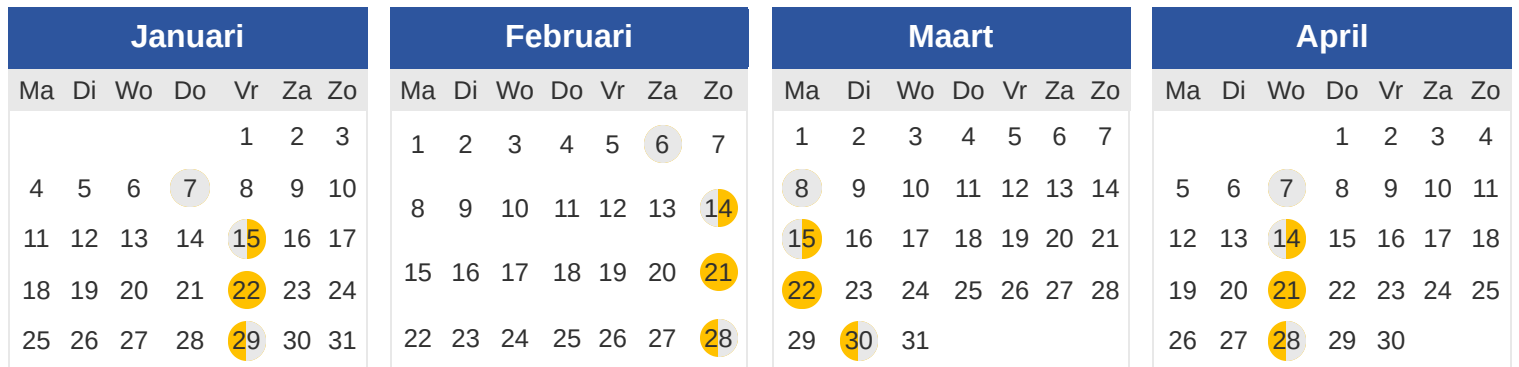 Januari
Ma Di Wo Do Vr Za Zo
1 2 3
4 5 6 7 8 9 10
11 12 13 14 15 16 17
18 19 20 21 22 23 24
25 26 27 28 29 30 31
Februari
Ma Di Wo Do Vr Za Zo
1 2 3 4 5 6 7
8 9 10 11 12 13 14
15 16 17 18 19 20 21
22 23 24 25 26 27 28
Maart
Ma Di Wo Do Vr Za Zo
1 2 3 4 5 6 7
8 9 10 11 12 13 14
15 16 17 18 19 20 21
22 23 24 25 26 27 28
29 30 31
April
Ma Di Wo Do Vr Za Zo
1 2 3 4
5 6 7 8 9 10 11
12 13 14 15 16 17 18
19 20 21 22 23 24 25
26 27 28 29 30